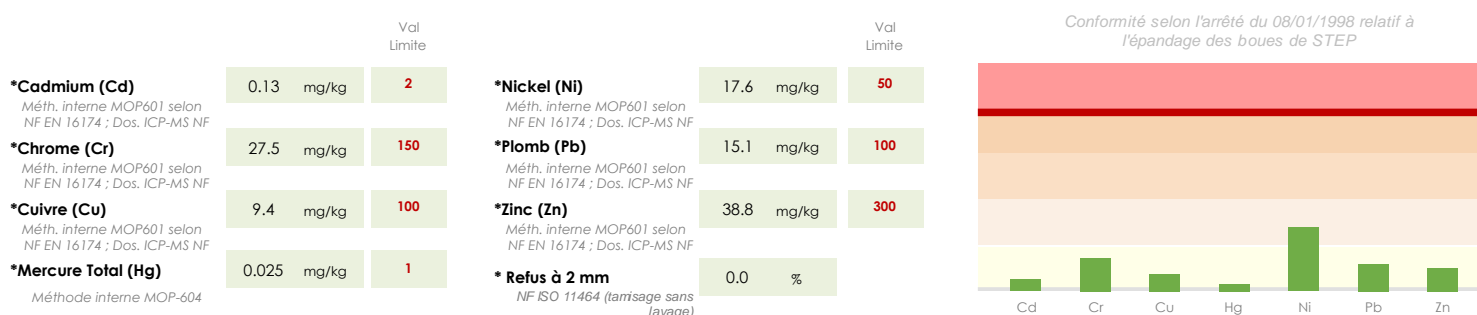 Val
Limite
*Cadmium (Cd) 0.13 mg/kg 2
Méth. interne MOP601 selon
NF EN 16174 ; Dos. ICP-MS NF
*Chrome (Cr) 27.5 mg/kg 150
Méth. interne MOP601 selon
NF EN 16174 ; Dos. ICP-MS NF
*Cuivre (Cu) 9.4 mg/kg 100
Méth. interne MOP601 selon
NF EN 16174 ; Dos. ICP-MS NF
*Mercure Total (Hg) 0.025 mg/kg 1
Méthode interne MOP-604
Val
Limite
*Nickel (Ni) 17.6 mg/kg 50
Méth. interne MOP601 selon
NF EN 16174 ; Dos. ICP-MS NF
*Plomb (Pb) 15.1 mg/kg 100
Méth. interne MOP601 selon
NF EN 16174 ; Dos. ICP-MS NF
*Zinc (Zn) 38.8 mg/kg 300
Méth. interne MOP601 selon
NF EN 16174 ; Dos. ICP-MS NF
* Refus à 2 mm 0.0 %
NF ISO 11464 (tamisage sans
lavage)
Conformité selon l'arrêté du 08/01/1998 relatif à
l'épandage des boues de STEP
Cd Cr Cu Hg Ni Pb Zn